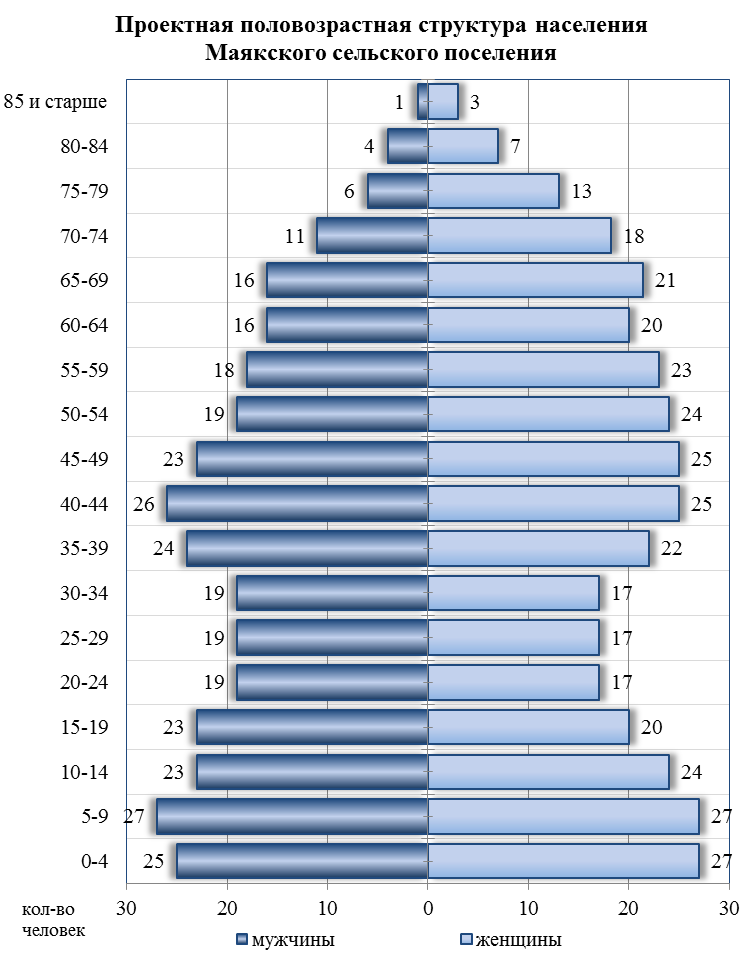 Проектная половозрастная структура населения
Маякского сельского поселения
85 и старше 1 3
80-84 4 7
75-79 6 13
70-74 11 18
65-69 16 21
60-64 16 20
55-59 18 23
50-54 19 24
45-49 23 25
40-44 26 25
35-39 24 22
30-34 19 17
25-29 19 17
20-24 19 17
15-19 23 20
10-14 23 24
5-9 27 27
0-4 25 27
30 20 10 0 10 20 30
кол-во
человек
мужчины женщины